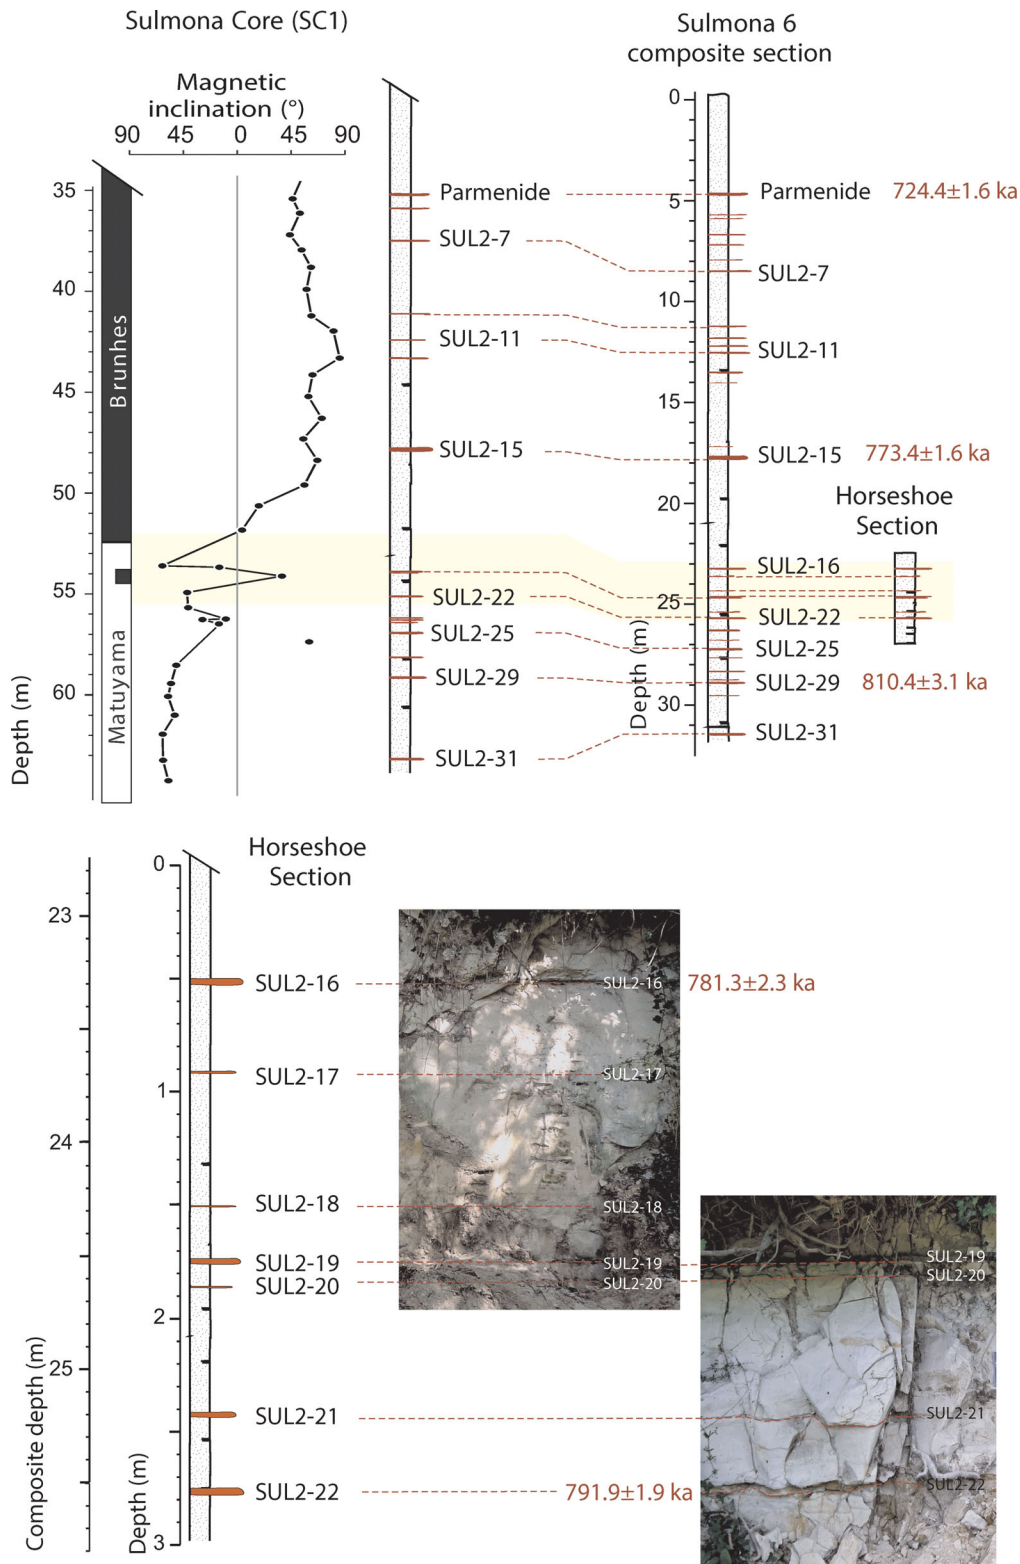 Sulmona Core (SC1)
Sulmona 6
composite section
Magnetic
inclination (°)
90 45 0 45 90
35
40
45
50
55
60
Depth (m)
Brunhes
Matuyama
Parmenide
SUL2-7
SUL2-11
SUL2-15
SUL2-22
SUL2-25
SUL2-29
SUL2-31
0
5
10
15
20
25
30
Depth (m)
Parmenide 724.4±1.6 ka
SUL2-7
SUL2-11
SUL2-15 773.4±1.6 ka
Horseshoe
Section
SUL2-16
SUL2-22
SUL2-25
SUL2-29 810.4±3.1 ka
SUL2-31
Horseshoe
Section
23
24
25
Composite depth (m)
0
1
2
3
Depth (m)
SUL2-16
SUL2-17
SUL2-18
SUL2-19
SUL2-20
SUL2-21
SUL2-22
SUL2-16 781.3±2.3 ka
SUL2-17
SUL2-18
SUL2-19
SUL2-20
SUL2-19
SUL2-20
SUL2-21
SUL2-22
791.9±1.9 ka